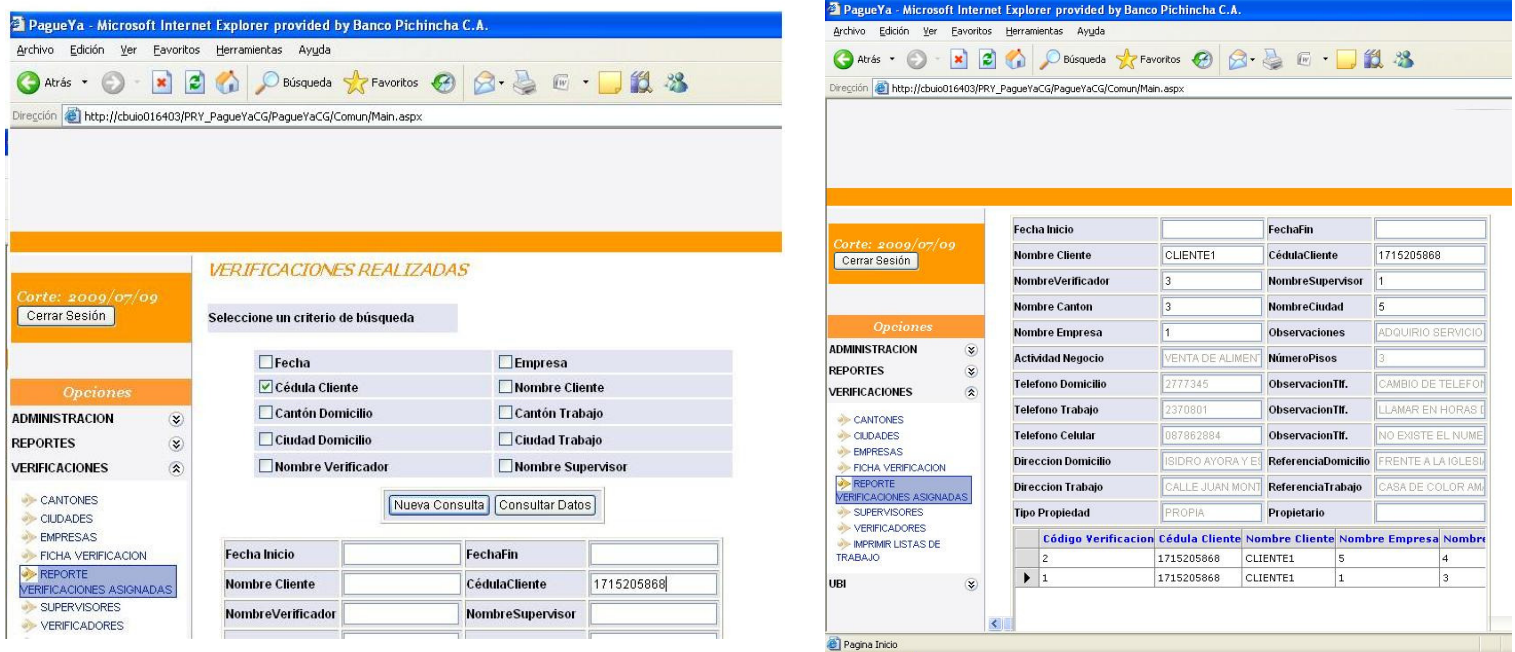 PagueYa - Microsoft Internet Explorer provided by Banco Pichincha C.A.
Archivo Edición Ver Favoritos Herramientas Ayuda
Atrás Búsqueda Favoritos
Dirección http://cbuio016403/PRY_PagueYaCG/PagueYaCG/Comun/Main.aspx
VERIFICACIONES REALIZADAS
Corte: 2009/07/09
Cerrar Sesión
Seleccione un criterio de búsqueda
Fecha Empresa
Cédula Cliente Nombre Cliente
Cantón Domicilio Cantón Trabajo
Ciudad Domicilio Ciudad Trabajo
Nombre Verificador Nombre Supervisor
Nueva Consulta Consultar Datos
Opciones
ADMINISTRACION
REPORTES
VERIFICACIONES
CANTONES
CIUDADES
EMPRESAS
FICHA VERIFICACION
REPORTE
VERIFICACIONES ASIGNADAS
SUPERVISORES
VERIFICADORES
Fecha Inicio FechaFin
Nombre Cliente CédulaCliente 1715205868
NombreVerificador NombreSupervisor
PagueYa - Microsoft Internet Explorer provided by Banco Pichincha C.A.
Archivo Edición Ver Favoritos Herramientas Ayuda
Atrás Búsqueda Favoritos
Dirección http://cbuio016403/PRY_PagueYaCG/PagueYaCG/Comun/Main.aspx
Corte: 2009/07/09
Cerrar Sesión
Opciones
ADMINISTRACION
REPORTES
VERIFICACIONES
CANTONES
CIUDADES
EMPRESAS
FICHA VERIFICACION
REPORTE
VERIFICACIONES ASIGNADAS
SUPERVISORES
VERIFICADORES
IMPRIMIR LISTAS DE
TRABAJO
UBI
Fecha Inicio FechaFin
Nombre Cliente CLIENTE1 CédulaCliente 1715205868
NombreVerificador 3 NombreSupervisor 1
Nombre Canton 3 NombreCiudad 5
Nombre Empresa 1 Observaciones ADQUIRIO SERVICIO
Actividad Negocio VENTA DE ALIMENT NúmeroPisos 3
Telefono Domicilio 2777345 ObservacionTlf. CAMBIO DE TELEFON
Telefono Trabajo 2370801 ObservacionTlf. LLAMAR EN HORAS D
Telefono Celular 087862884 ObservacionTlf. NO EXISTE EL NUME
Direccion Domicilio ISIDRO AYORA Y ES ReferenciaDomicilio FRENTE A LA IGLESI
Direccion Trabajo CALLE JUAN MONT ReferenciaTrabajo CASA DE COLOR AMA
Tipo Propiedad PROPIA Propietario
Código Verificacion Cédula Cliente Nombre Cliente Nombre Empresa Nombre
2 1715205868 CLIENTE1 5 4
1 1715205868 CLIENTE1 1 3
Pagina Inicio